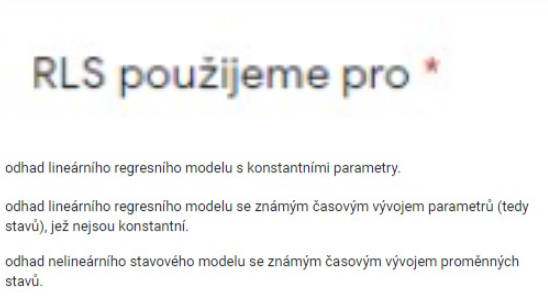 RLS použijeme pro *
odhad lineárního regresního modelu s konstantními parametry.
odhad lineárního regresního modelu se známým časovým vývojem parametrů (tedy
stavů), jež nejsou konstantní.
odhad nelineárního stavového modelu se známým časovým vývojem proměnných
stavů.